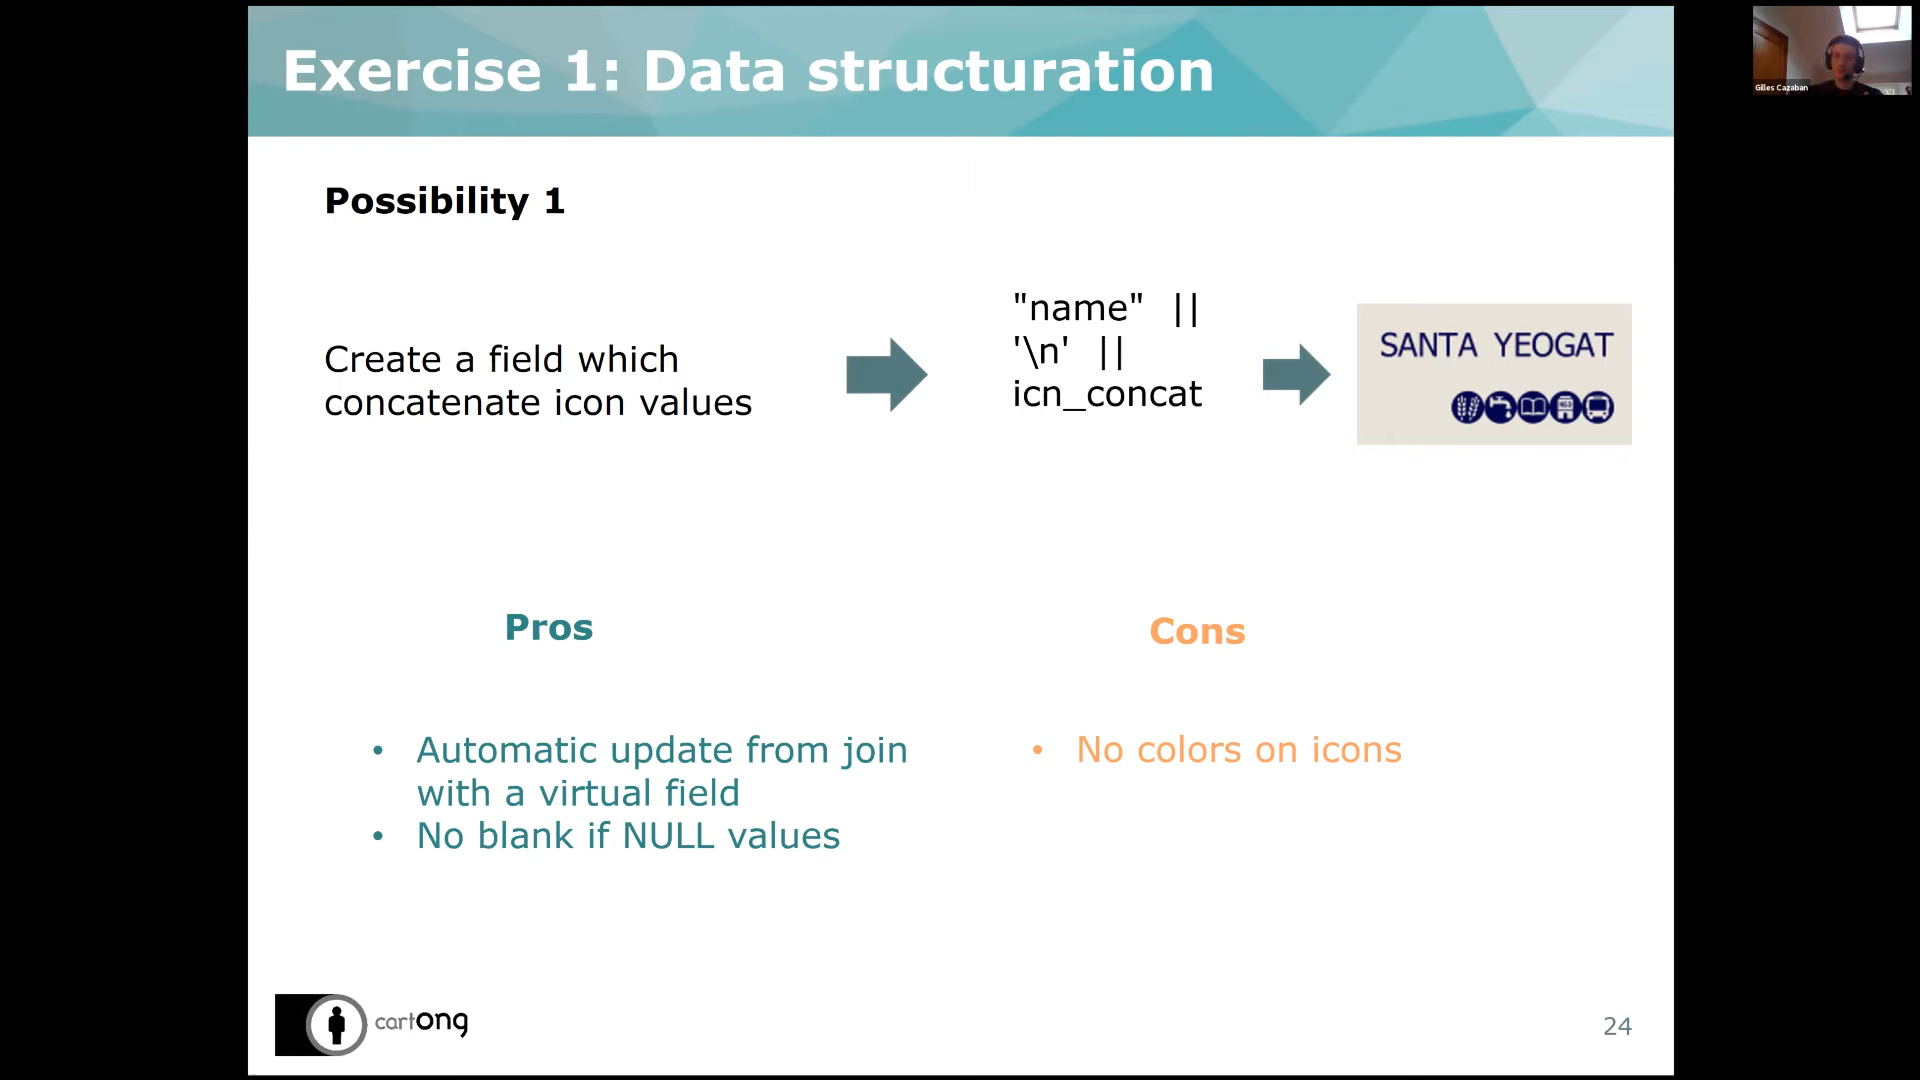 Exercise 1: Data structuration
Gilles Cazaban
Possibility 1
Create a field which
concatenate icon values
"name" ||
'\n' ||
icn_concat
SANTA YEOGAT
Pros
Cons
• Automatic update from join
with a virtual field
• No blank if NULL values
• No colors on icons
cartong
24